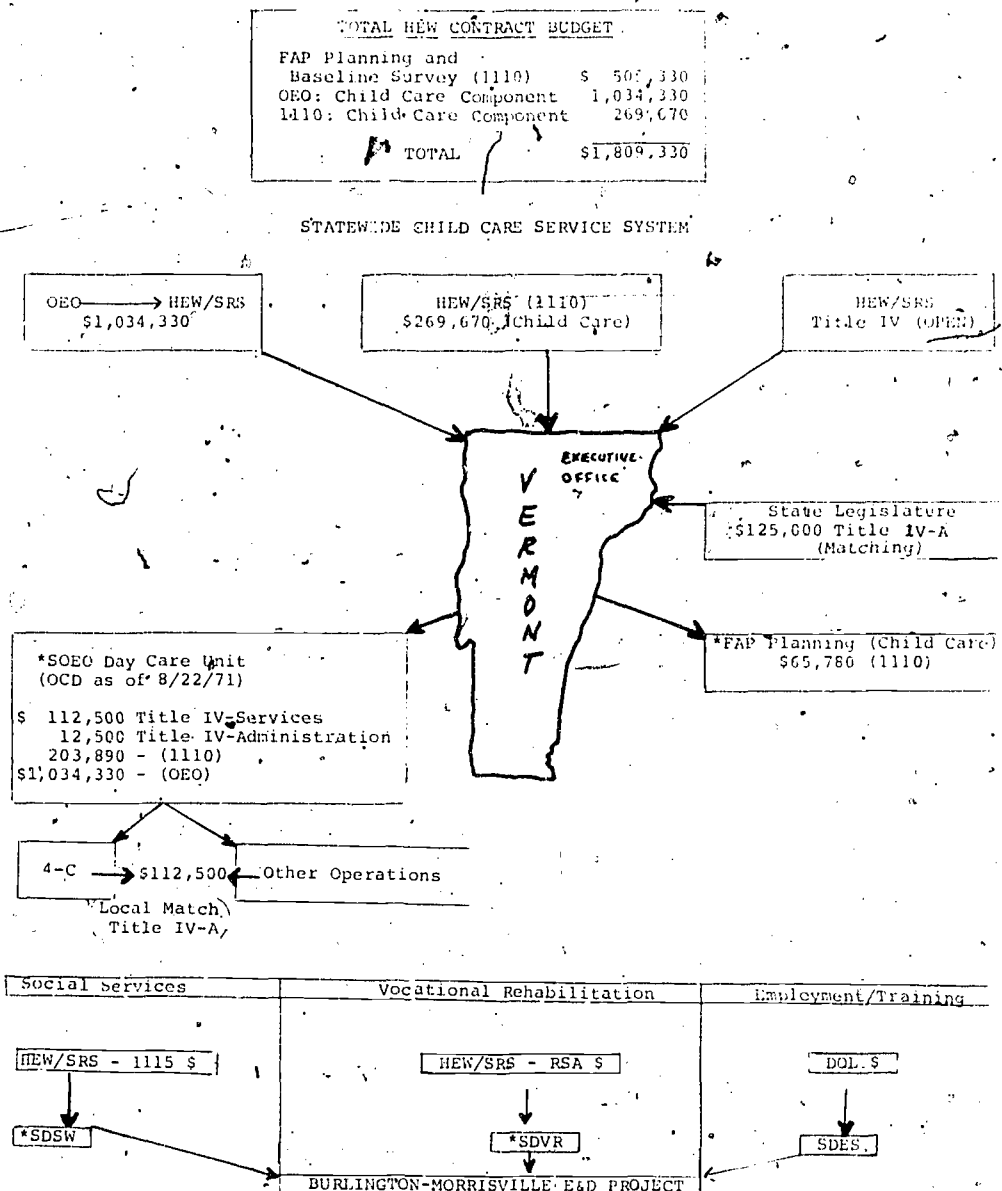 TOTAL HEW CONTRACT BUDGET
FAP Planning and
Baseline Survey (1110) $
OEO: Child Care Component 1,034,330
1110: Child Care Component 269,670
TOTAL $1,809,330
STATEWIDE CHILD CARE SERVICE SYSTEM
OEO HEW/SRS
$1,034,330
HEW/SRS (1110)
$269,670 (Child Care)
HEW/SRS
Title IV (OPEN)
EXECUTIVE
OFFICE
VERMONT
State Legislature
$125,000 Title IV-A
(Matching)
*SOEO Day Care Unit
(OCD as of 8/22/71)
$ 112,500 Title IV-Services
12,500 Title IV-Administration
203,890 - (1110)
$1,034,330 - (OEO)
*FAP Planning (Child Care)
$65,780 (1110)
4-C $112,500 Other Operations
(Local Match)
Title IV-A
Social Services Vocational Rehabilitation Employment/Training
HEW/SRS - 1115 $ HEW/SRS - RSA $ DOL $
*SDSW *SDVR SDES
BURLINGTON-MORRISVILLE E&D PROJECT